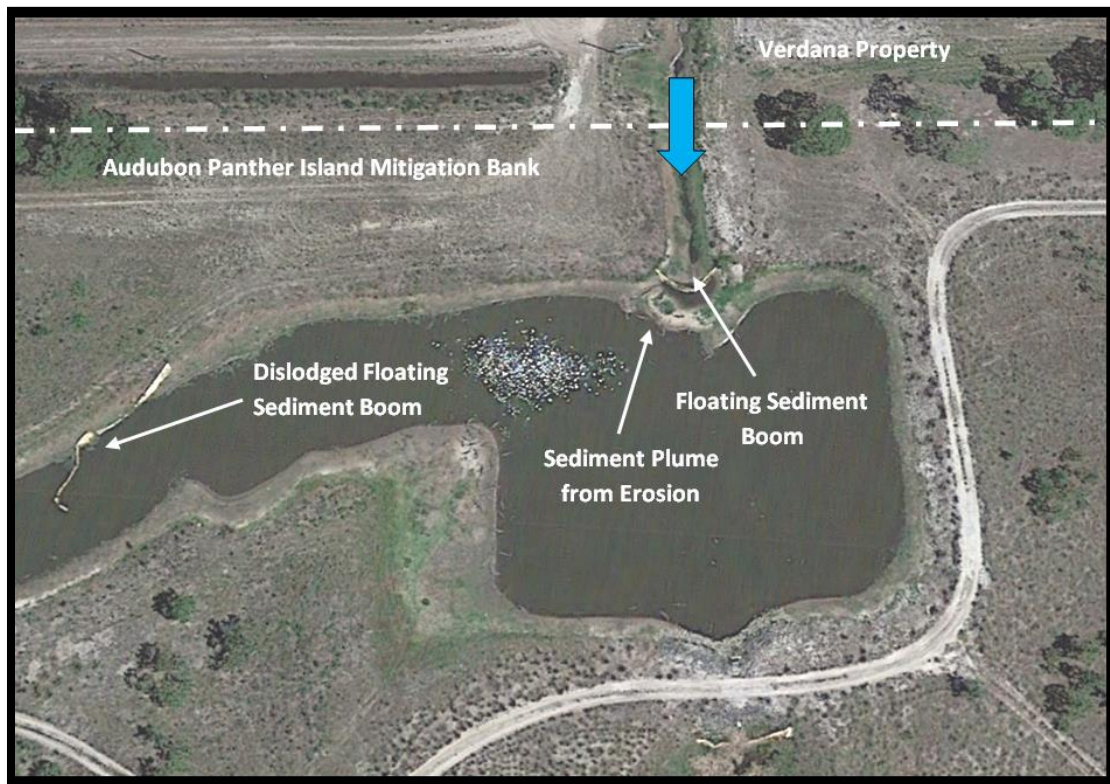 Verdana Property
Audubon Panther Island Mitigation Bank
Dislodged Floating
Sediment Boom
Floating Sediment
Boom
Sediment Plume
from Erosion